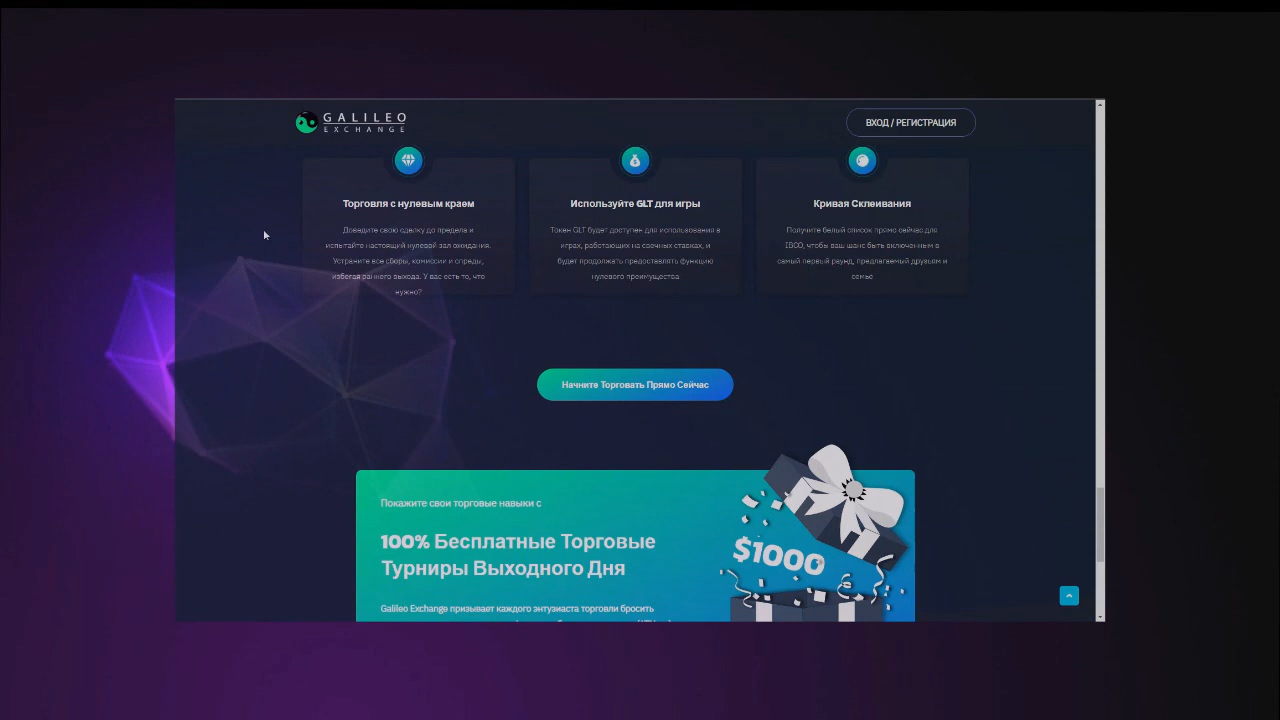 GALILEO
EXCHANGE
ВХОД / РЕГИСТРАЦИЯ
Торговля с нулевым краем
Доведите свою сделку до предела и
испытайте настоящий нулевой зал ожидания.
Устраните все сборы, комиссии и спреды,
избегая раннего выхода. У вас есть то, что
нужно?
Используйте GLT для игры
Токен GLT будет доступен для использования в
играх, работающих на свечных ставках, и
будет продолжать предоставлять функцию
нулевого преимущества
Кривая Склеивания
Получите белый список прямо сейчас для
IBCO, чтобы ваш шанс быть включенным в
самый первый раунд, предлагаемый друзьям и
семье
Начните Торговать Прямо Сейчас
Покажите свои торговые навыки с
100% Бесплатные Торговые
Турниры Выходного Дня
Galileo Exchange призывает каждого энтузиаста торговли бросить
$1000